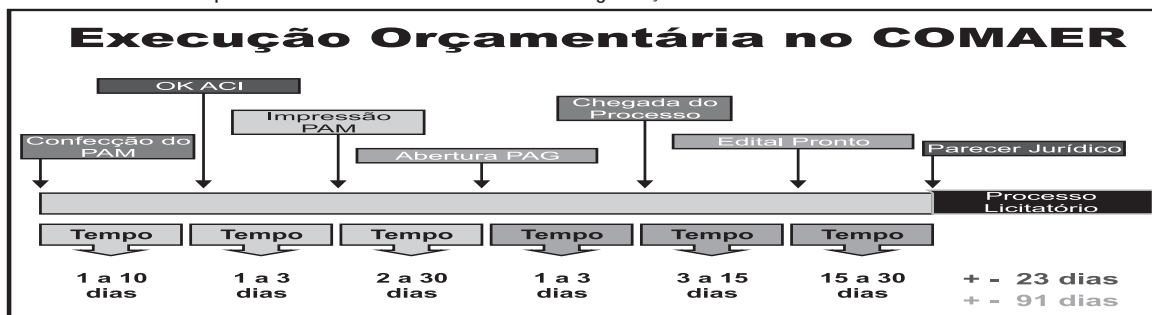 Execução Orçamentária no COMAER
OK ACI
Chegada do
Processo
Impressão
PAM
Confecção do
PAM
Edital Pronto
Abertura PAG
Parecer Jurídico
Processo
Licitatório
Tempo
Tempo
Tempo
Tempo
Tempo
Tempo
1 a 10
dias
1 a 3
dias
2 a 30
dias
1 a 3
dias
3 a 15
dias
15 a 30
dias
+ - 23 dias
+ - 91 dias